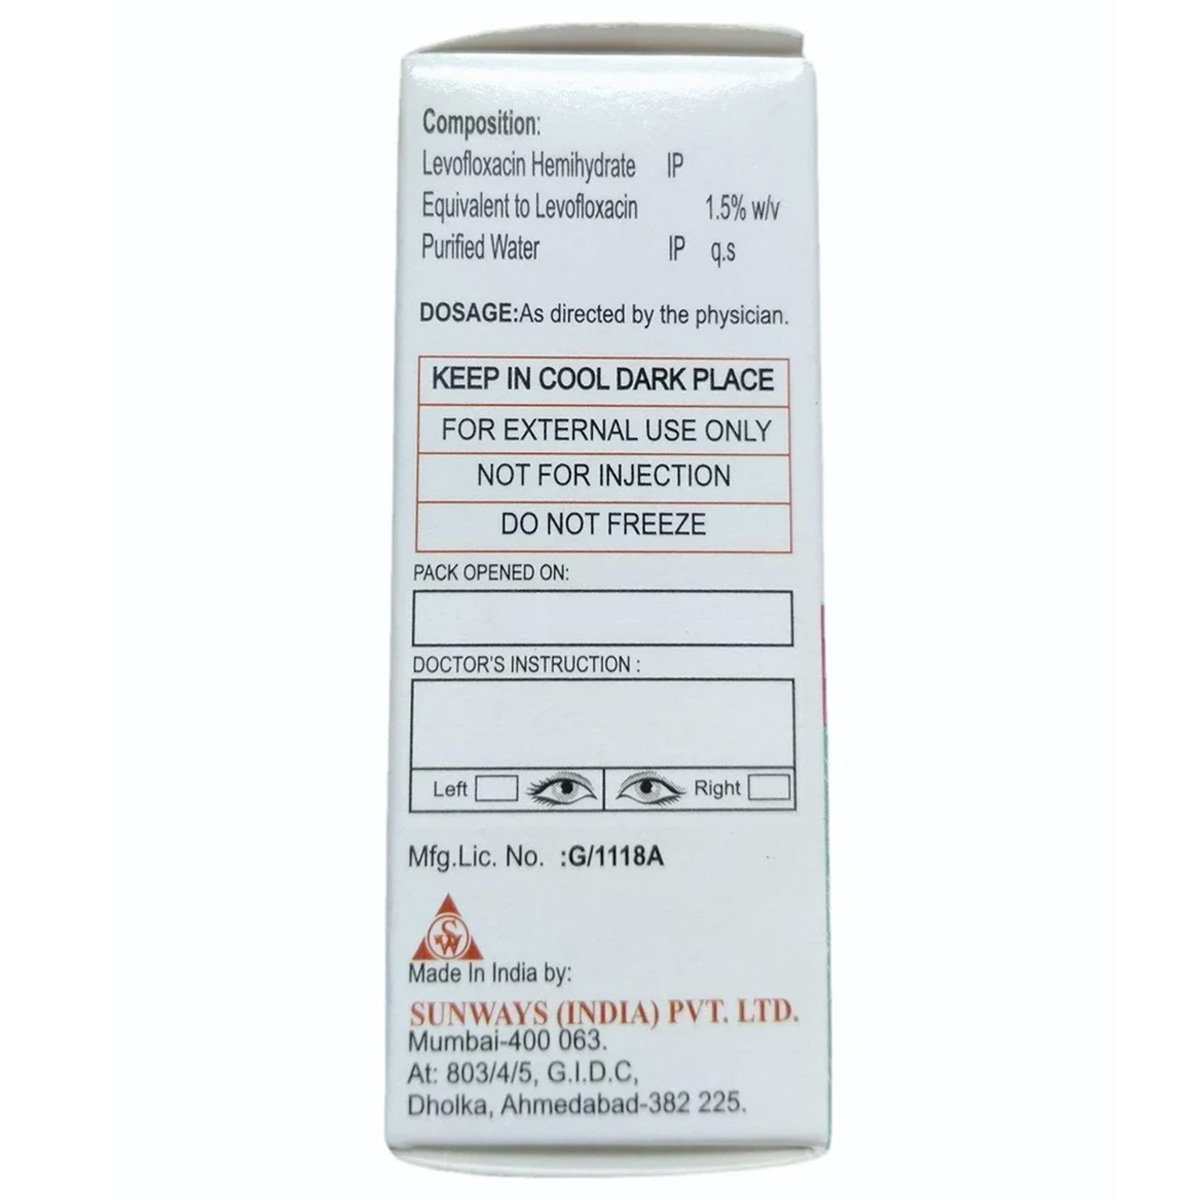 Composition:
Levofloxacin Hemihydrate IP
Equivalent to Levofloxacin 1.5% w/v
Purified Water IP q.s
DOSAGE:As directed by the physician.
KEEP IN COOL DARK PLACE
FOR EXTERNAL USE ONLY
NOT FOR INJECTION
DO NOT FREEZE
PACK OPENED ON:
DOCTOR'S INSTRUCTION :
Left Right
Mfg.Lic. No. :G/1118A
SW
Made In India by:
SUNWAYS (INDIA) PVT. LTD.
Mumbai-400 063.
At: 803/4/5, G.I.D.C,
Dholka, Ahmedabad-382 225.